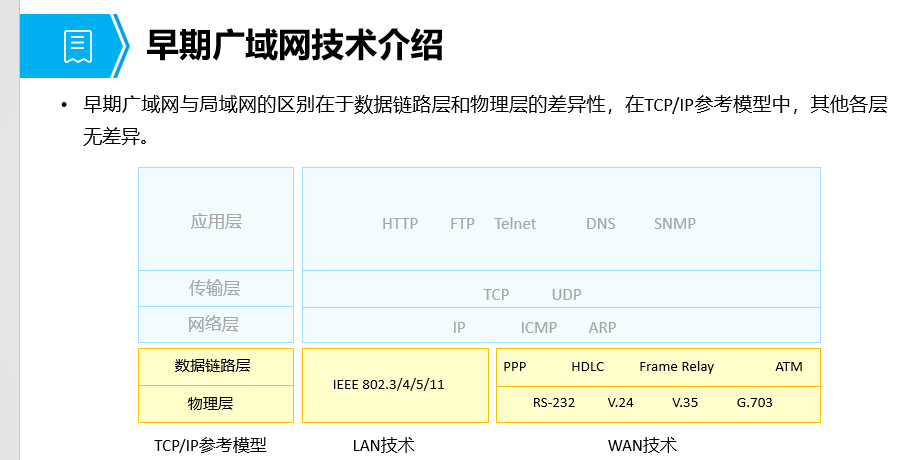 早期广域网技术介绍
• 早期广域网与局域网的区别在于数据链路层和物理层的差异性，在TCP/IP参考模型中，其他各层
无差异。
应用层 HTTP FTP Telnet DNS SNMP
传输层 TCP UDP
网络层 IP ICMP ARP
数据链路层 PPP HDLC Frame Relay ATM
IEEE 802.3/4/5/11
物理层 RS-232 V.24 V.35 G.703
TCP/IP参考模型 LAN技术 WAN技术